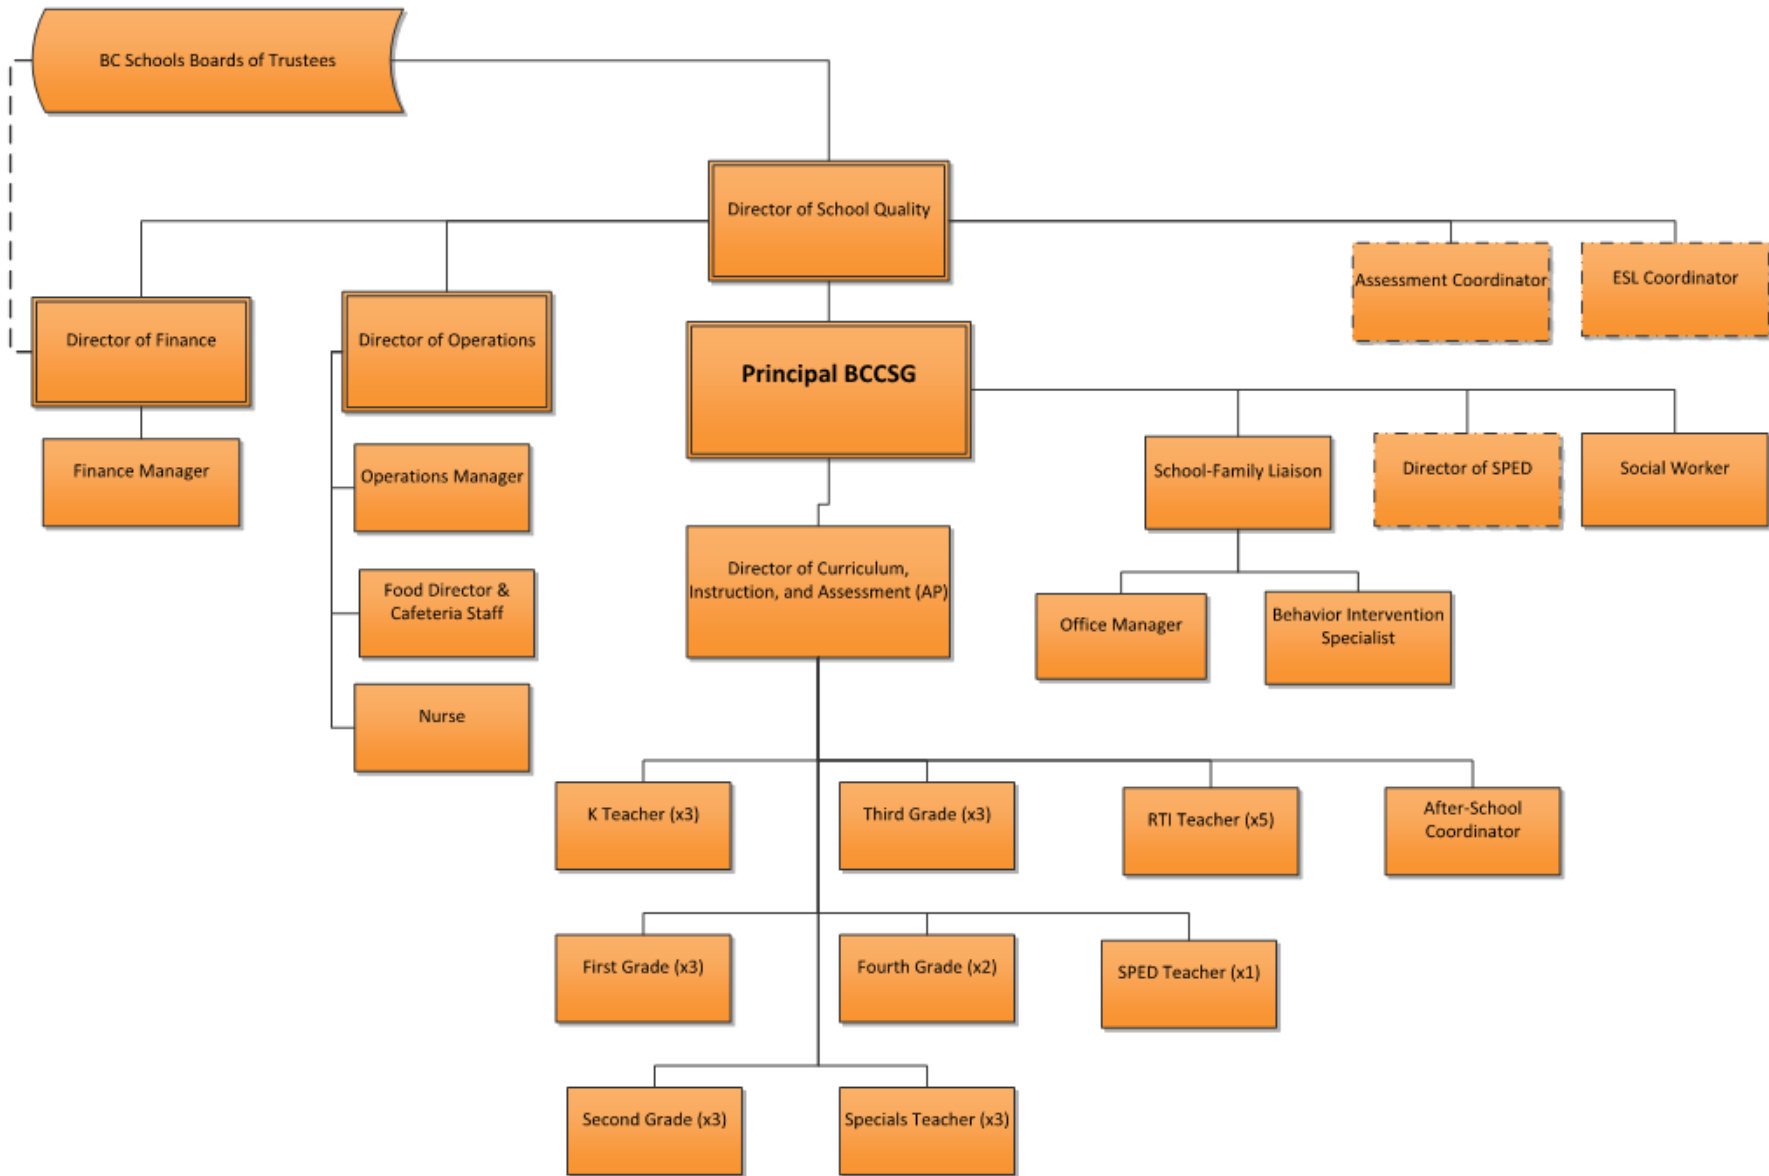 BC Schools Boards of Trustees
Director of School Quality
Assessment Coordinator
ESL Coordinator
Director of Finance
Director of Operations
Principal BCCSG
Finance Manager
Operations Manager
School-Family Liaison
Director of SPED
Social Worker
Director of Curriculum,
Instruction, and Assessment (AP)
Food Director &
Cafeteria Staff
Office Manager
Behavior Intervention
Specialist
Nurse
K Teacher (x3)
Third Grade (x3)
RTI Teacher (x5)
After-School
Coordinator
First Grade (x3)
Fourth Grade (x2)
SPED Teacher (x1)
Second Grade (x3)
Specials Teacher (x3)